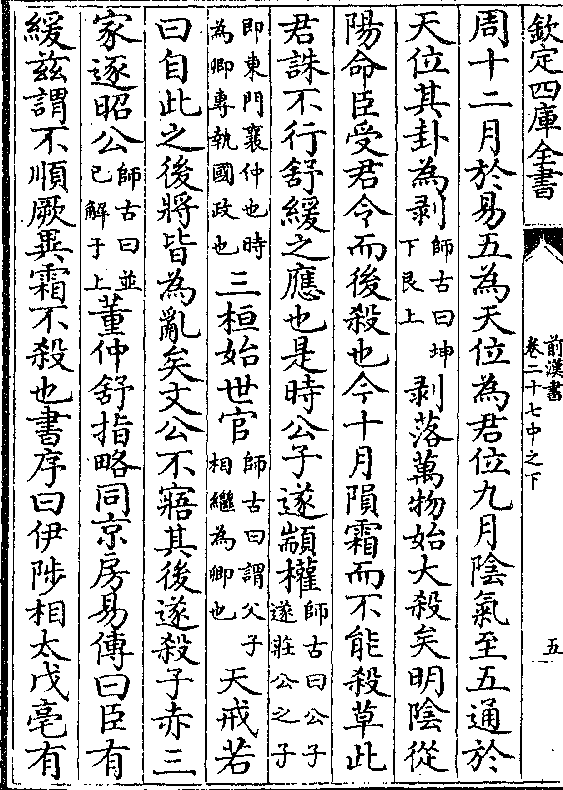 欽定四庫全書
前漢書
卷二十七中之下
五
周十二月於易五為天位為君位九月陰氣至五通於
天位其卦為剥師古曰坤下艮上剥落萬物始大殺矣明陰從
陽命臣受君令而後殺也今十月隕霜而不能殺草此
君誅不行舒緩之應也是時公子遂顓權師古曰公子遂莊公之子
即東門襄仲也時為卿專執國政也三桓始世官師古曰謂父子相繼為卿也天戒若
曰自此之後將皆為亂矣文公不寤其後遂殺子赤三
家逐昭公師古曰並已解于上董仲舒指略同京房易傳曰臣有
緩兹謂不順厥異霜不殺也書序曰伊陟相太戊亳有